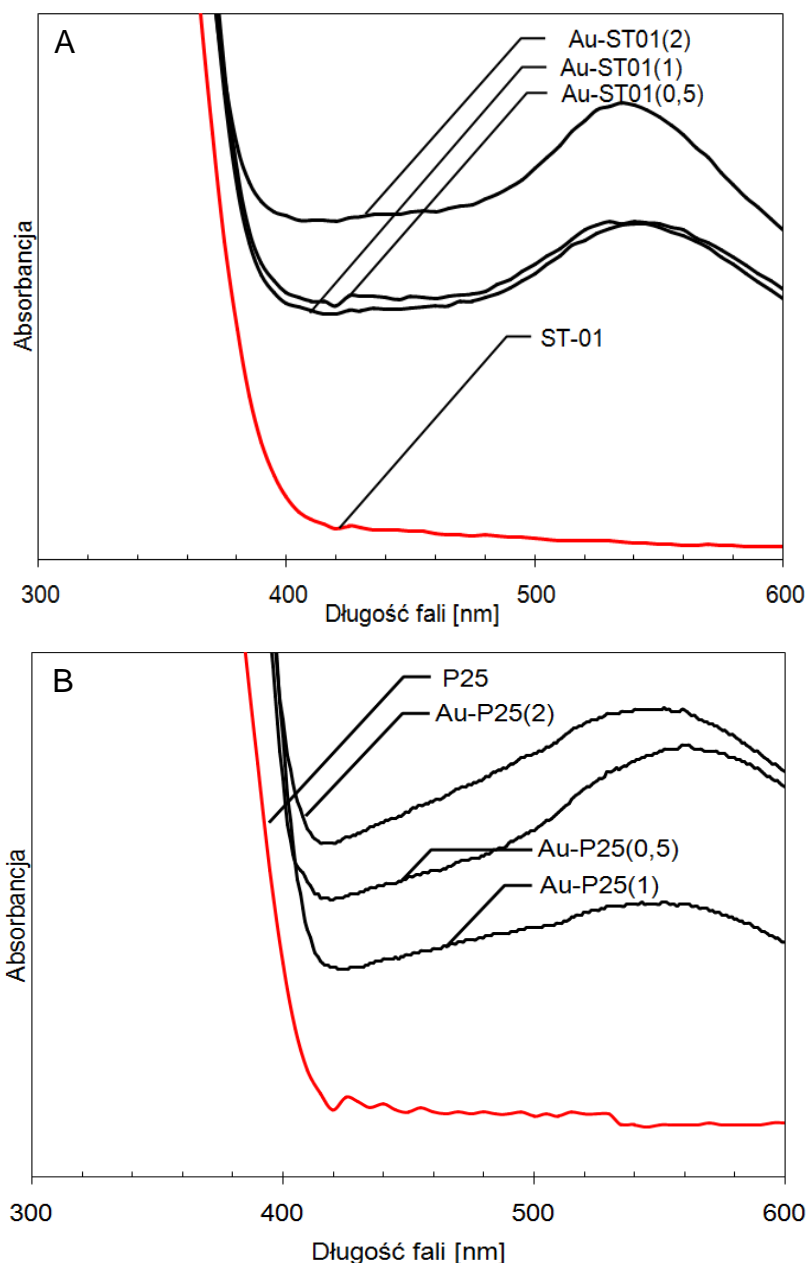 A
Au-ST01(2)
Au-ST01(1)
Au-ST01(0,5)
Absorbancja
ST-01
300
400
500
600
Długość fali [nm]
B
P25
Au-P25(2)
Au-P25(0,5)
Au-P25(1)
Absorbancja
300
400
500
600
Długość fali [nm]